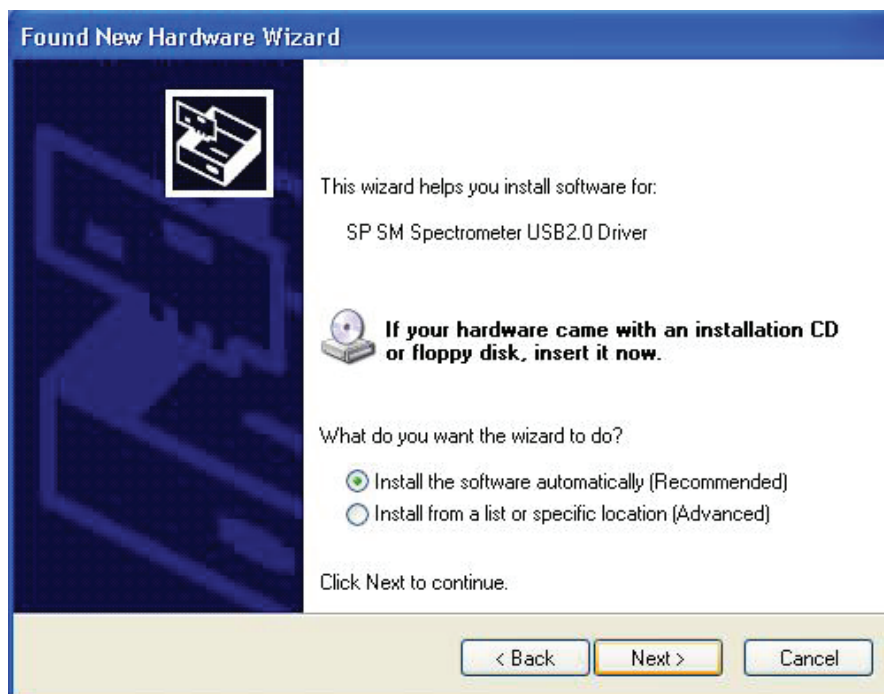 Found New Hardware Wizard
This wizard helps you install software for:
SP SM Spectrometer USB2.0 Driver
If your hardware came with an installation CD
or floppy disk, insert it now.
What do you want the wizard to do?
Install the software automatically (Recommended)
Install from a list or specific location (Advanced)
Click Next to continue.
< Back Next > Cancel